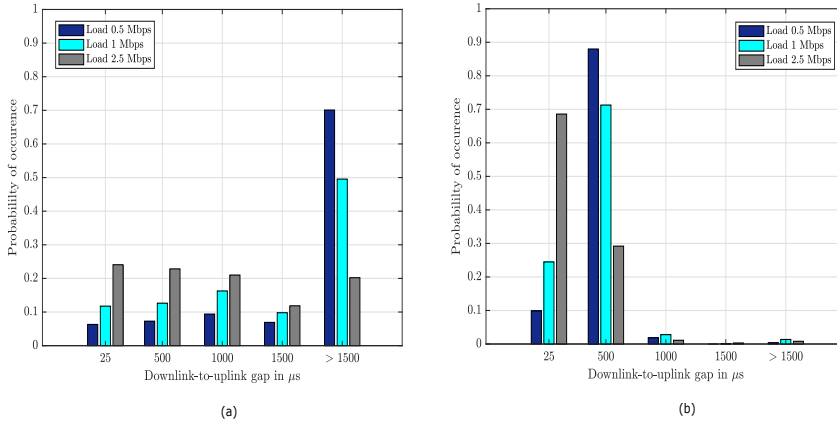 Load 0.5 Mbps
Load 1 Mbps
Load 2.5 Mbps
Probabililty of occurence
1
0.9
0.8
0.7
0.6
0.5
0.4
0.3
0.2
0.1
0
25 500 1000 1500 > 1500
Downlink-to-uplink gap in μs
(a)
Load 0.5 Mbps
Load 1 Mbps
Load 2.5 Mbps
Probabililty of occurence
1
0.9
0.8
0.7
0.6
0.5
0.4
0.3
0.2
0.1
0
25 500 1000 1500 > 1500
Downlink-to-uplink gap in μs
(b)